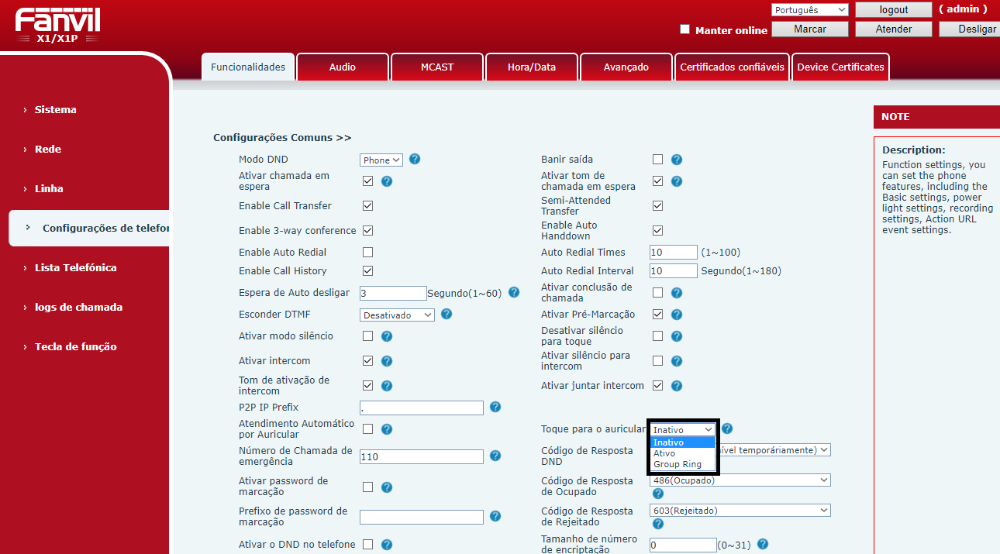 Fanvil
X1/X1P
Português
logout
( admin )
Manter online
Marcar
Atender
Desligar
Funcionalidades
Audio
MCAST
Hora/Data
Avançado
Certificados confiáveis
Device Certificates
› Sistema
› Rede
› Linha
› Configurações de telefon
› Lista Telefónica
› logs de chamada
› Tecla de função
Configurações Comuns >>
Modo DND
Phone
Banir saída
Ativar chamada em
espera
Ativar tom de
chamada em espera
Enable Call Transfer
Semi-Attended
Transfer
Enable 3-way conference
Enable Auto
Handdown
Enable Auto Redial
Auto Redial Times
10
(1~100)
Enable Call History
Auto Redial Interval
10
Segundo(1~180)
Espera de Auto desligar
3
Segundo(1~60)
Ativar conclusão de
chamada
Esconder DTMF
Desativado
Ativar Pré-Marcação
Ativar modo silêncio
Desativar silêncio
para toque
Ativar intercom
Ativar silêncio para
intercom
Tom de ativação de
intercom
Ativar juntar intercom
P2P IP Prefix
.
Atendimento Automático
por Auricular
Toque para o auricular
Inativo
Inativo
Ativo
Group Ring
Número de Chamada de
emergência
110
Código de Resposta
DND
nível temporáriamente)
Ativar password de
marcação
Código de Resposta
de Ocupado
486(Ocupado)
Prefixo de password de
marcação
Código de Resposta
de Rejeitado
603(Rejeitado)
Ativar o DND no telefone
Tamanho de número
de encriptação
0
(0~31)
NOTE
Description:
Function settings, you
can set the phone
features, including the
Basic settings, power
light settings, recording
settings, Action URL
event settings.